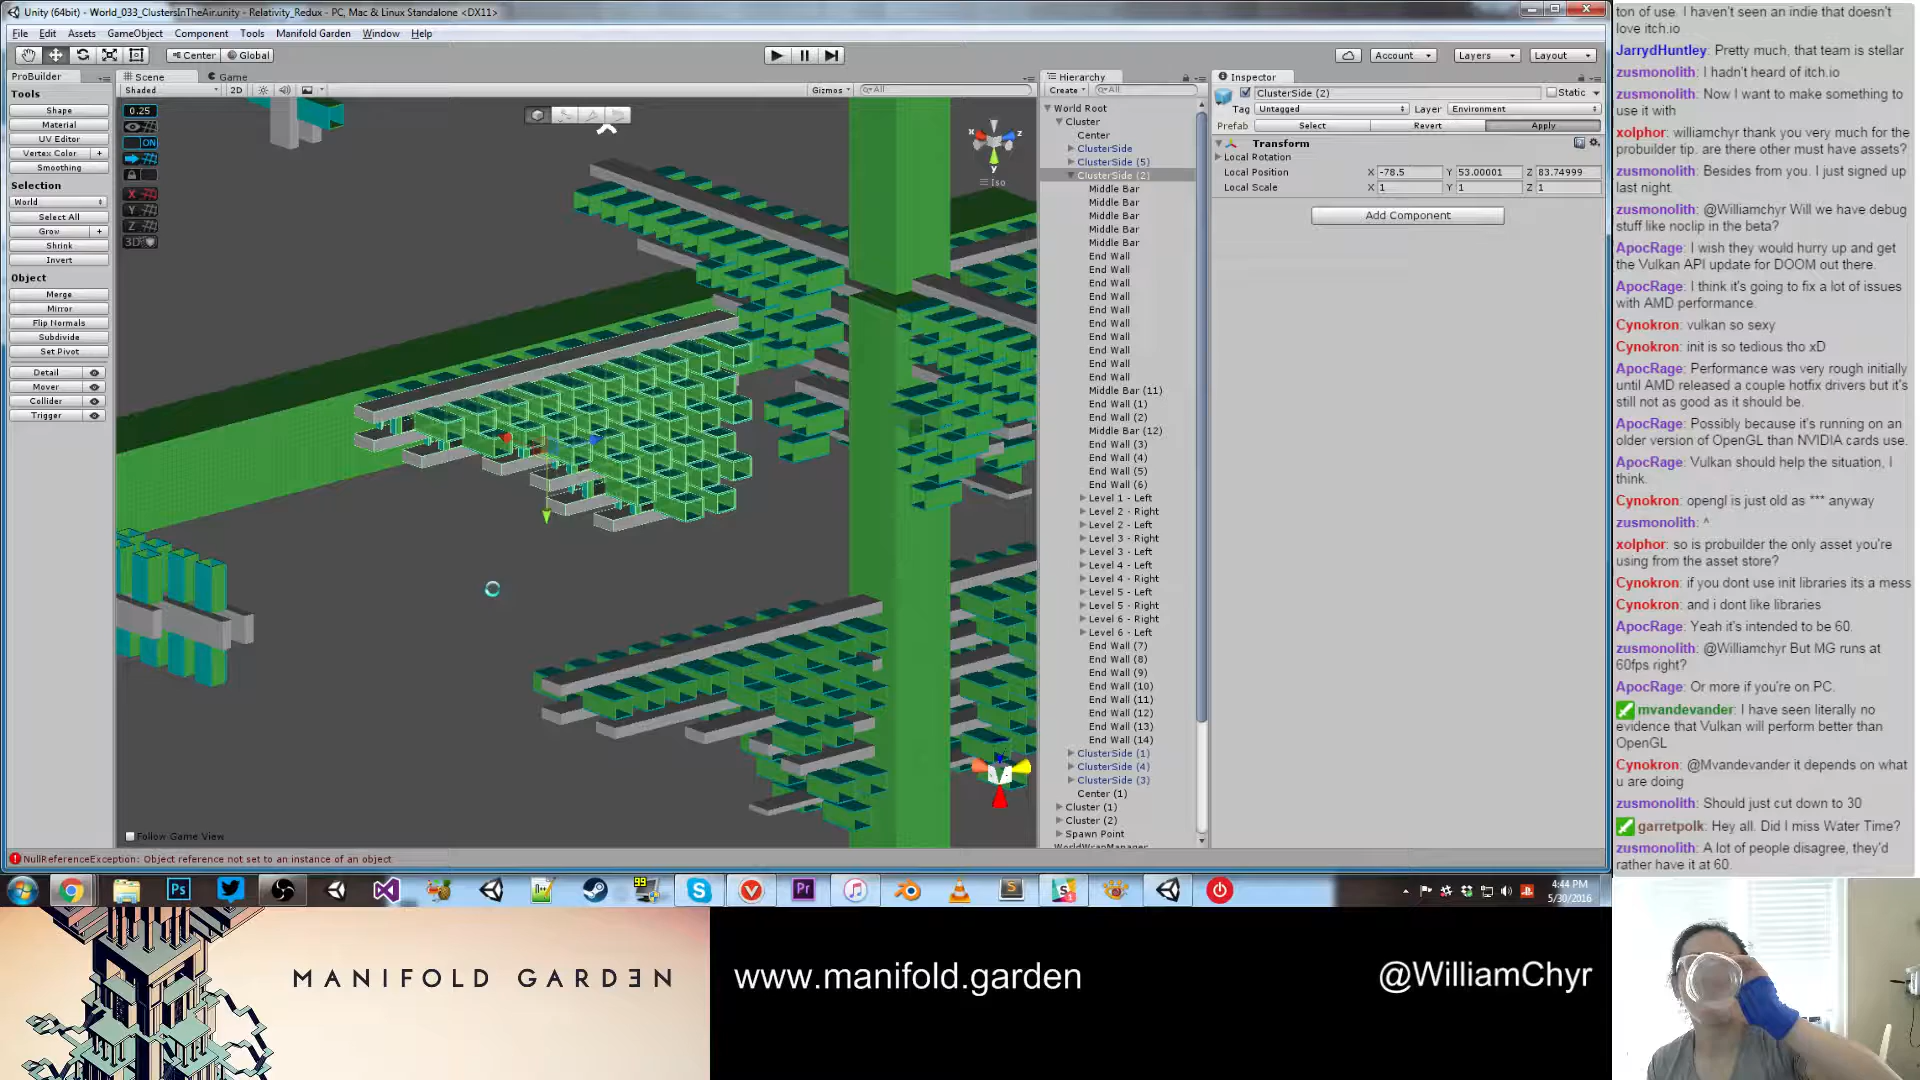 Unity (64bit) - World_033_ClustersInTheAir.unity - Relativity_Redux - PC, Mac & Linux Standalone <DX11>
File Edit Assets GameObject Component Tools Manifold Garden Window Help
Center Global Account Layers Layout
ProBuilder
Tools
Shape
Material
UV Editor
Vertex Color +
Smoothing
Selection
World
Select All
Grow +
Shrink
Invert
Object
Merge
Mirror
Flip Normals
Subdivide
Set Pivot
Detail
Mover
Collider
Trigger
Scene Game
Shaded 2D Gizmos All
0.25
ON
X
Y
Z
3D
x z
y
Iso
Follow Game View
NullReferenceException: Object reference not set to an instance of an object
Hierarchy
Create All
World Root
Cluster
Center
ClusterSide
ClusterSide (5)
ClusterSide (2)
Middle Bar
Middle Bar
Middle Bar
Middle Bar
Middle Bar
End Wall
End Wall
End Wall
End Wall
End Wall
End Wall
End Wall
End Wall
End Wall
End Wall
Middle Bar (11)
End Wall (1)
End Wall (2)
Middle Bar (12)
End Wall (3)
End Wall (4)
End Wall (5)
End Wall (6)
Level 1 - Left
Level 2 - Right
Level 2 - Left
Level 3 - Right
Level 3 - Left
Level 4 - Left
Level 4 - Right
Level 5 - Left
Level 5 - Right
Level 6 - Right
Level 6 - Left
End Wall (7)
End Wall (8)
End Wall (9)
End Wall (10)
End Wall (11)
End Wall (12)
End Wall (13)
End Wall (14)
ClusterSide (1)
ClusterSide (4)
ClusterSide (3)
Center (1)
Cluster (1)
Cluster (2)
Spawn Point
WorldWrapManager
Inspector
ClusterSide (2) Static
Tag Untagged Layer Environment
Prefab Select Revert Apply
Transform
Local Rotation
Local Position X -78.5 Y 53.00001 Z 83.74999
Local Scale X 1 Y 1 Z 1
Add Component
ton of use. I haven't seen an indie that doesn't
love itch.io
JarrydHuntley: Pretty much, that team is stellar
zusmonolith: I hadn't heard of itch.io
zusmonolith: Now I want to make something to
use it with
xolphor: williamchyr thank you very much for the
probuilder tip. are there other must have assets?
zusmonolith: Besides from you. I just signed up
last night.
zusmonolith: @Williamchyr Will we have debug
stuff like noclip in the beta?
ApocRage: I wish they would hurry up and get
the Vulkan API update for DOOM out there.
ApocRage: I think it's going to fix a lot of issues
with AMD performance.
Cynokron: vulkan so sexy
Cynokron: init is so tedious tho xD
ApocRage: Performance was very rough initially
until AMD released a couple hotfix drivers but it's
still not as good as it should be.
ApocRage: Possibly because it's running on an
older version of OpenGL than NVIDIA cards use.
ApocRage: Vulkan should help the situation, I
think.
Cynokron: opengl is just old as *** anyway
zusmonolith: ^
xolphor: so is probuilder the only asset you're
using from the asset store?
Cynokron: if you dont use init libraries its a mess
Cynokron: and i dont like libraries
ApocRage: Yeah it's intended to be 60.
zusmonolith: @Williamchyr But MG runs at
60fps right?
ApocRage: Or more if you're on PC.
mvandevander: I have seen literally no
evidence that Vulkan will perform better than
OpenGL
Cynokron: @Mvandevander it depends on what
u are doing
zusmonolith: Should just cut down to 30
garretpolk: Hey all. Did I miss Water Time?
zusmonolith: A lot of people disagree, they'd
rather have it at 60.
Ps 99 S V Pr S
4:44 PM
5/30/2016
MANIFOLD GARDEN
www.manifold.garden
@WilliamChyr